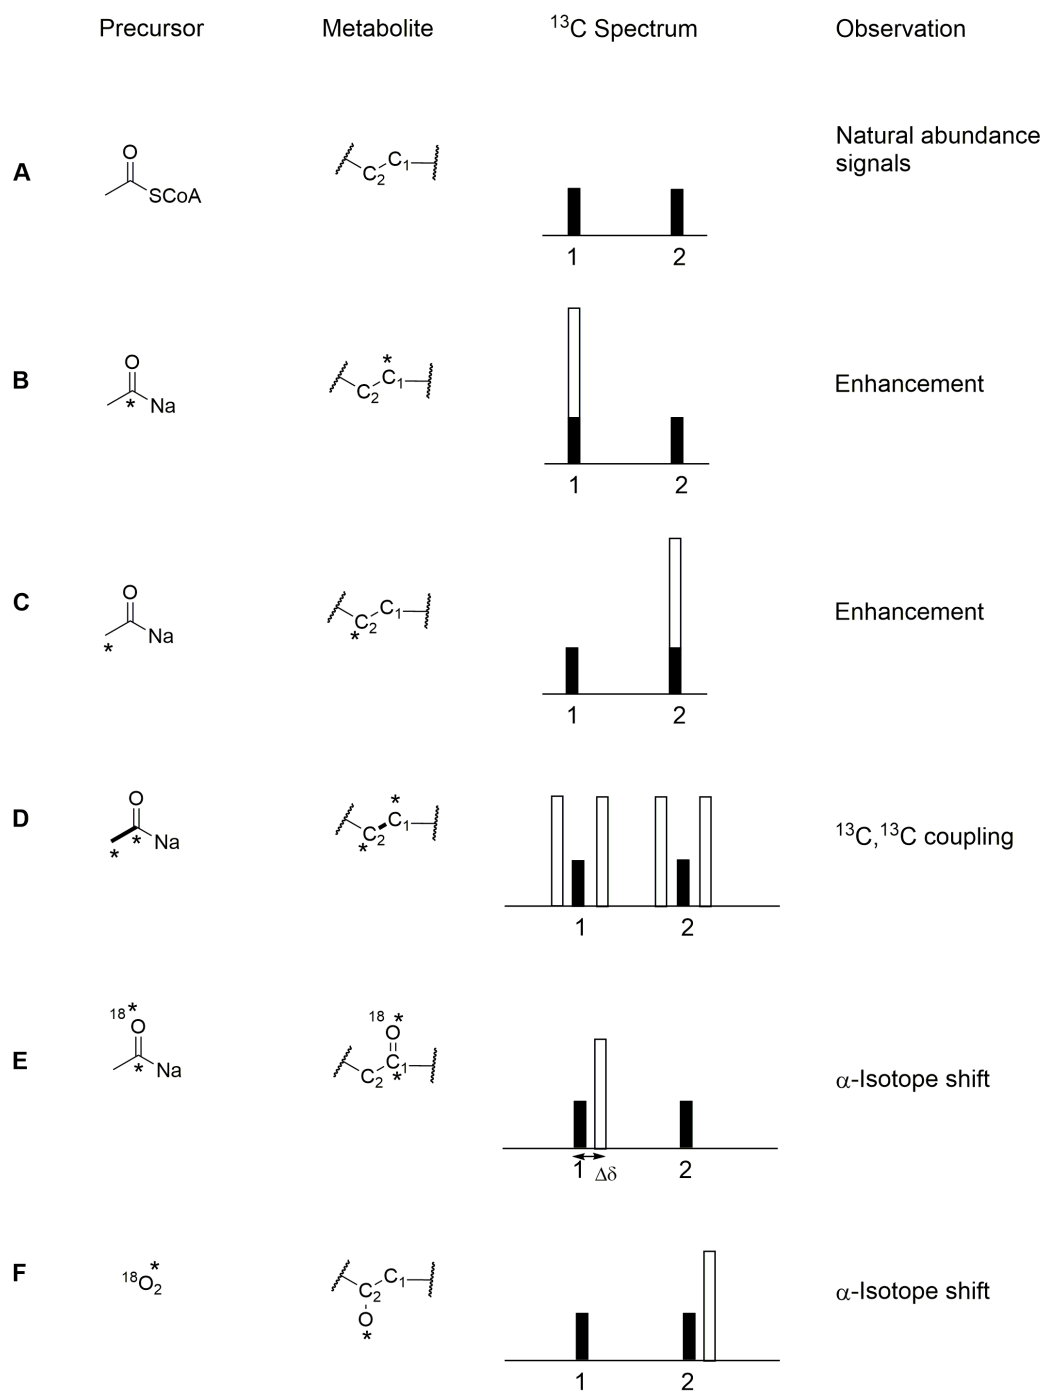 Precursor Metabolite ¹³C Spectrum Observation
A O SCoA C₂ C₁ 1 2 Natural abundance
signals
B O * Na * C₁ C₂ 1 2 Enhancement
C O * Na C₁ C₂ * 1 2 Enhancement
D O * * Na * C₁ C₂ * 1 2 ¹³C,¹³C coupling
E 18 * O * Na 18 * O C₁ * C₂ 1 Δδ 2 α-Isotope shift
F ¹⁸O₂ * C₁ C₂ O * 1 2 α-Isotope shift